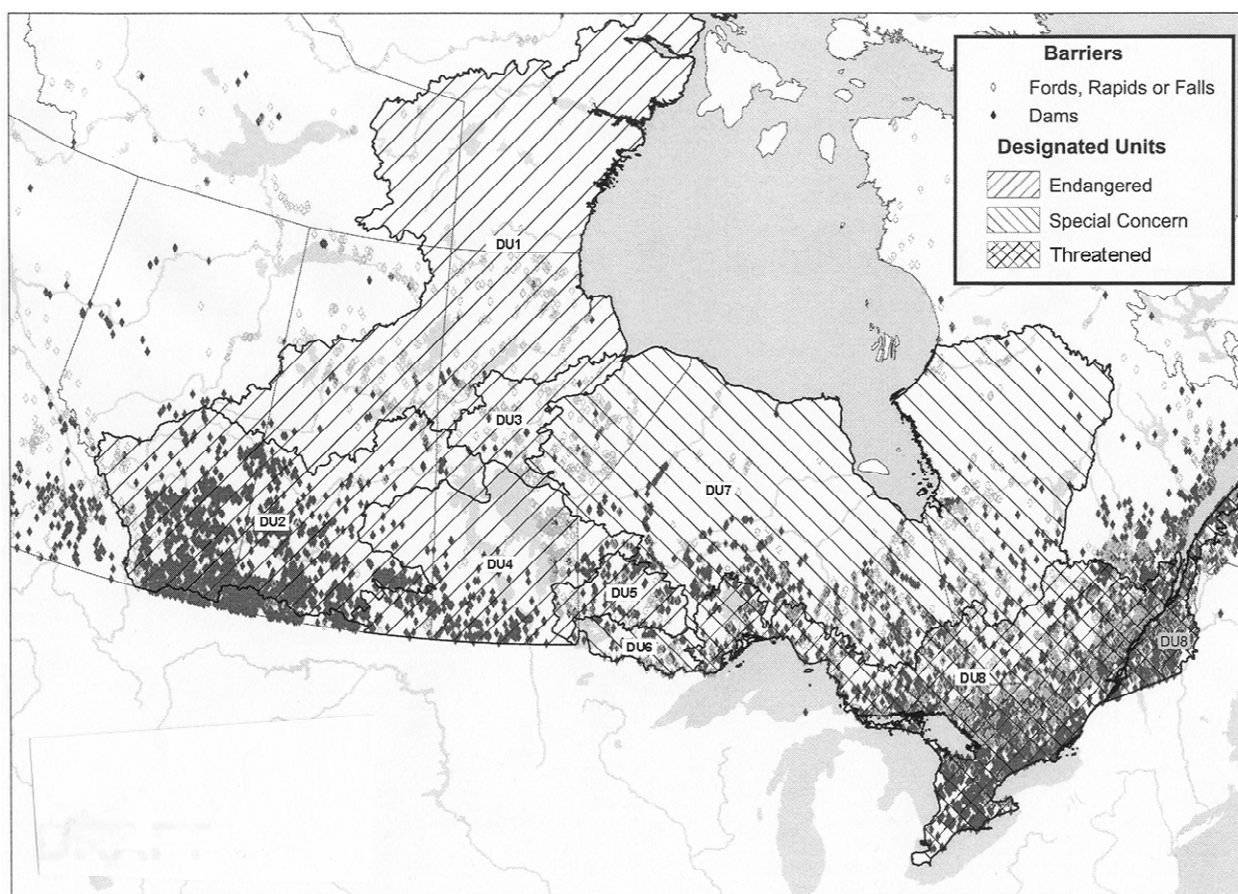 Barriers
Fords, Rapids or Falls
Dams
Designated Units
Endangered
Special Concern
Threatened
DU1
DU3
DU7
DU2
DU4
DU5
DU6
DU8
DU8